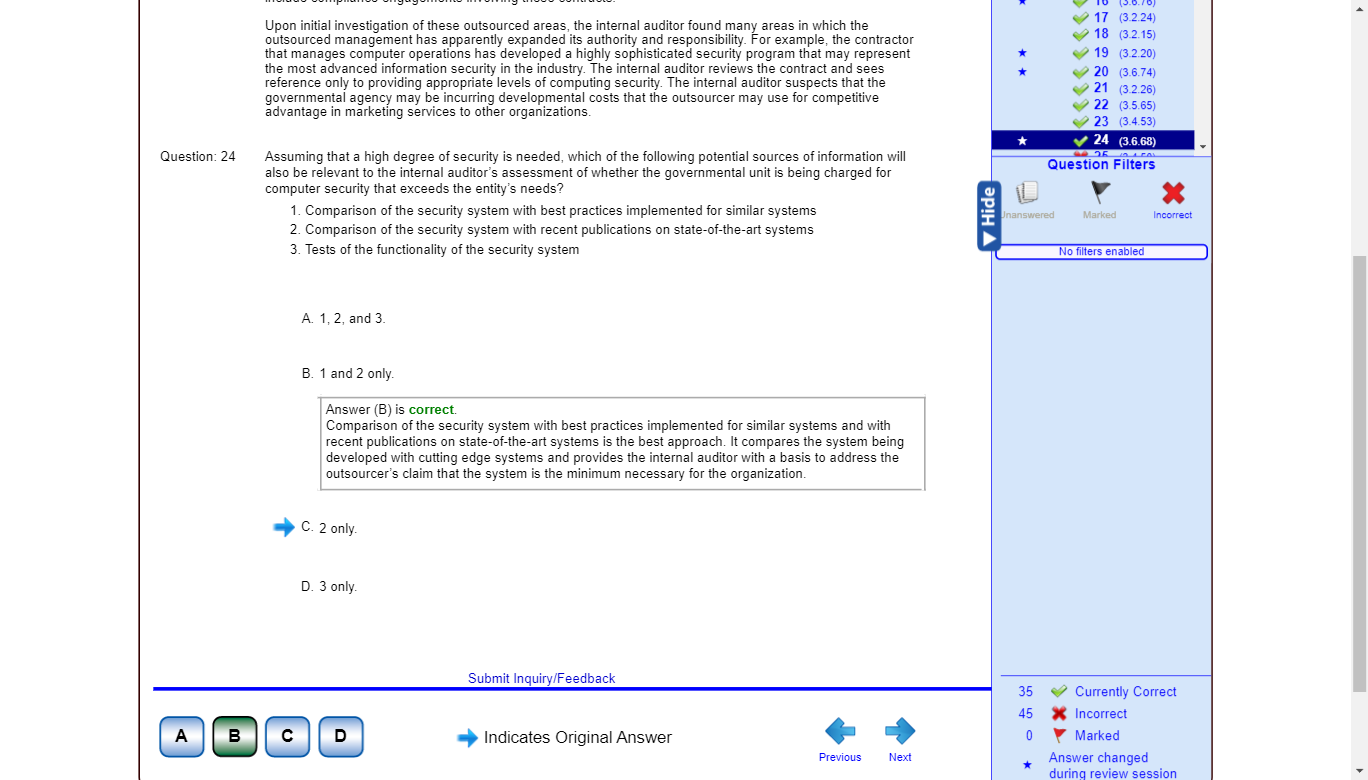 include compliance engagements involving these contracts.
Upon initial investigation of these outsourced areas, the internal auditor found many areas in which the
outsourced management has apparently expanded its authority and responsibility. For example, the contractor
that manages computer operations has developed a highly sophisticated security program that may represent
the most advanced information security in the industry. The internal auditor reviews the contract and sees
reference only to providing appropriate levels of computing security. The internal auditor suspects that the
governmental agency may be incurring developmental costs that the outsourcer may use for competitive
advantage in marketing services to other organizations.
Question: 24
Assuming that a high degree of security is needed, which of the following potential sources of information will
also be relevant to the internal auditor's assessment of whether the governmental unit is being charged for
computer security that exceeds the entity's needs?
1. Comparison of the security system with best practices implemented for similar systems
2. Comparison of the security system with recent publications on state-of-the-art systems
3. Tests of the functionality of the security system
A. 1, 2, and 3.
B. 1 and 2 only.
Answer (B) is correct.
Comparison of the security system with best practices implemented for similar systems and with
recent publications on state-of-the-art systems is the best approach. It compares the system being
developed with cutting edge systems and provides the internal auditor with a basis to address the
outsourcer's claim that the system is the minimum necessary for the organization.
C. 2 only.
D. 3 only.
Submit Inquiry/Feedback
A B C D
Indicates Original Answer
Previous
Next
16 (3.6.76)
17 (3.2.24)
18 (3.2.15)
19 (3.2.20)
20 (3.6.74)
21 (3.2.26)
22 (3.5.65)
23 (3.4.53)
24 (3.6.68)
Question Filters
Hide
Unanswered
Marked
Incorrect
No filters enabled
35 Currently Correct
45 Incorrect
0 Marked
Answer changed
during review session